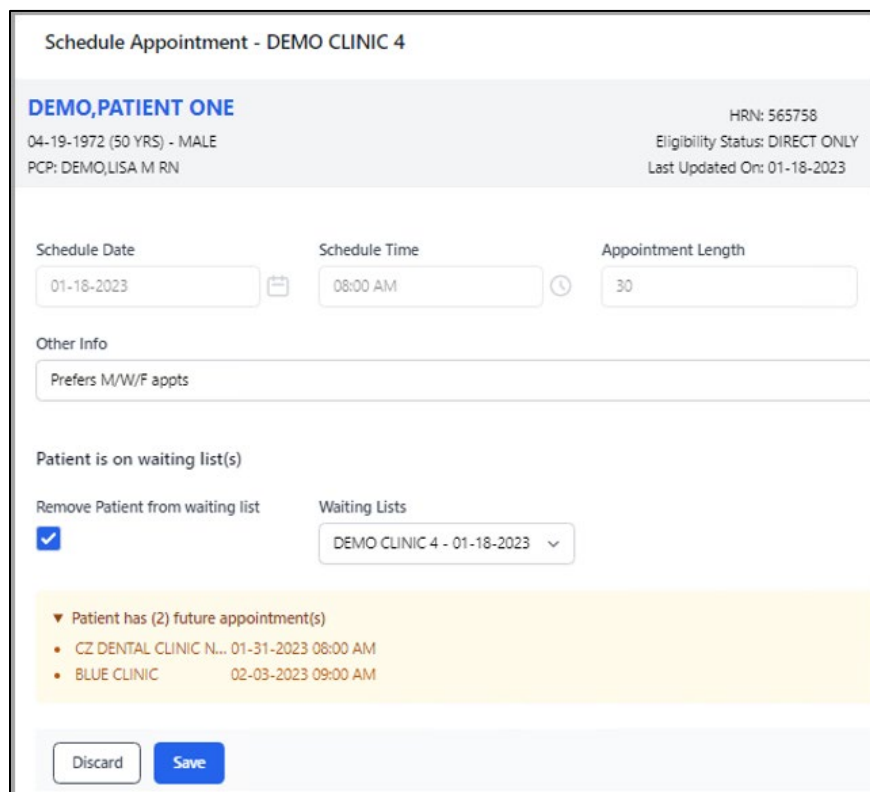 Schedule Appointment - DEMO CLINIC 4
DEMO,PATIENT ONE
HRN: 565758
04-19-1972 (50 YRS) - MALE
Eligibility Status: DIRECT ONLY
PCP: DEMO,LISA M RN
Last Updated On: 01-18-2023
Schedule Date
Schedule Time
Appointment Length
01-18-2023
08:00 AM
30
Other Info
Prefers M/W/F appts
Patient is on waiting list(s)
Remove Patient from waiting list
Waiting Lists
DEMO CLINIC 4 - 01-18-2023
▼ Patient has (2) future appointment(s)
• CZ DENTAL CLINIC N... 01-31-2023 08:00 AM
• BLUE CLINIC 02-03-2023 09:00 AM
Discard
Save